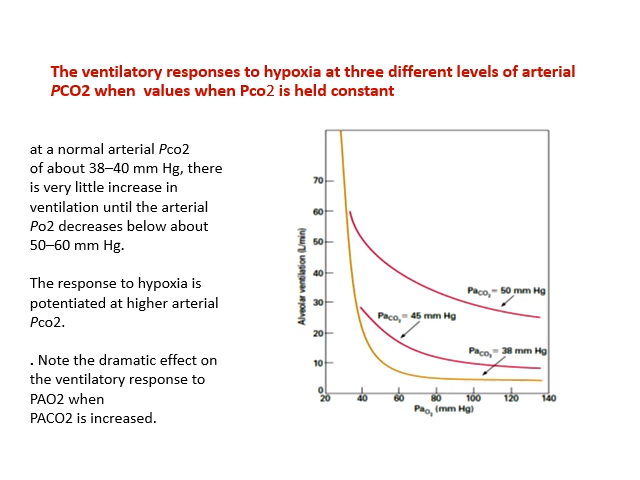 The ventilatory responses to hypoxia at three different levels of arterial
PCO2 when  values when Pco2 is held constant
at a normal arterial Pco2
of about 38–40 mm Hg, there
is very little increase in
ventilation until the arterial
Po2 decreases below about
50–60 mm Hg.
The response to hypoxia is
potentiated at higher arterial
Pco2.
. Note the dramatic effect on
the ventilatory response to
PAO2 when
PACO2 is increased.
Alveolar ventilation (L/min)
70
60
50
40
30
20
10
0
Paco₂= 50 mm Hg
Paco₂= 45 mm Hg
Paco₂= 38 mm Hg
20 40 60 80 100 120 140
Pao₂ (mm Hg)